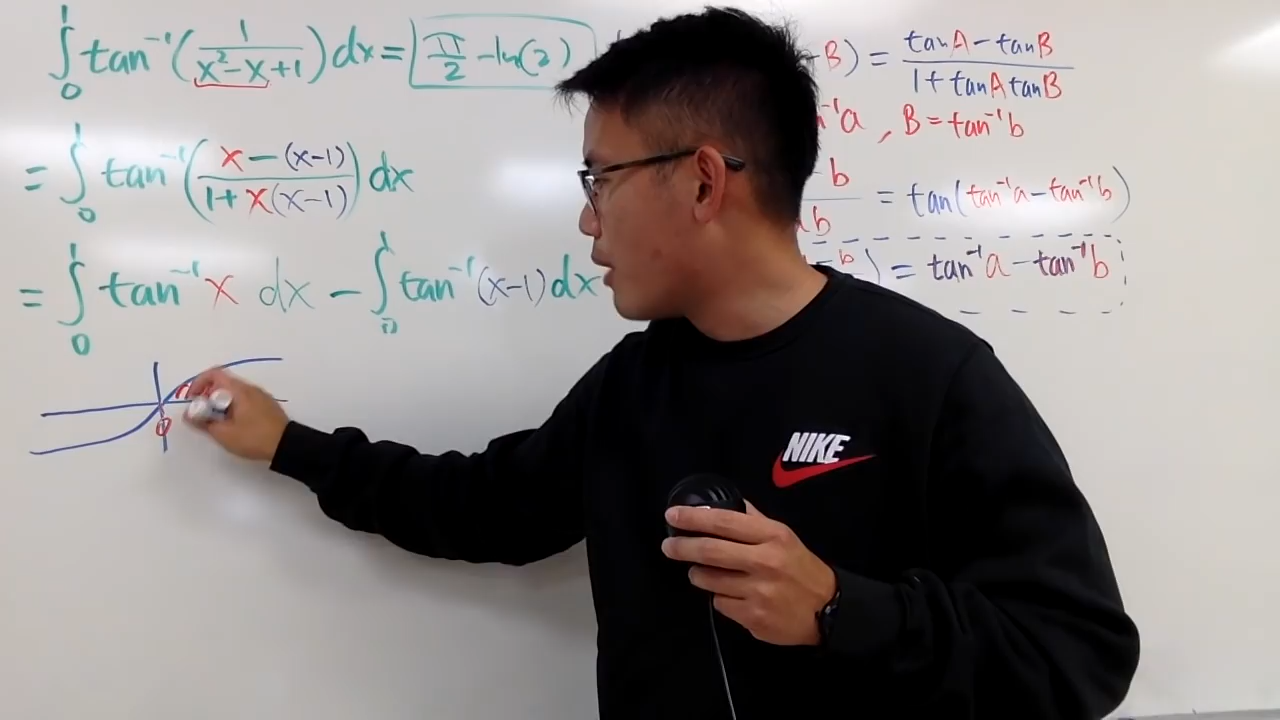 ∫₀¹ tan⁻¹(1/(x²-x+1)) dx = π/2 - ln(2)
-B) = (tanA - tanB)/(1 + tanA tanB)
⁻¹a , B = tan⁻¹b
= ∫₀¹ tan⁻¹((x-(x-1))/(1+x(x-1))) dx
b = tan(tan⁻¹a - tan⁻¹b)
b
= ∫₀¹ tan⁻¹x dx - ∫₀¹ tan⁻¹(x-1) dx
b ) = tan⁻¹a - tan⁻¹b
0
NIKE